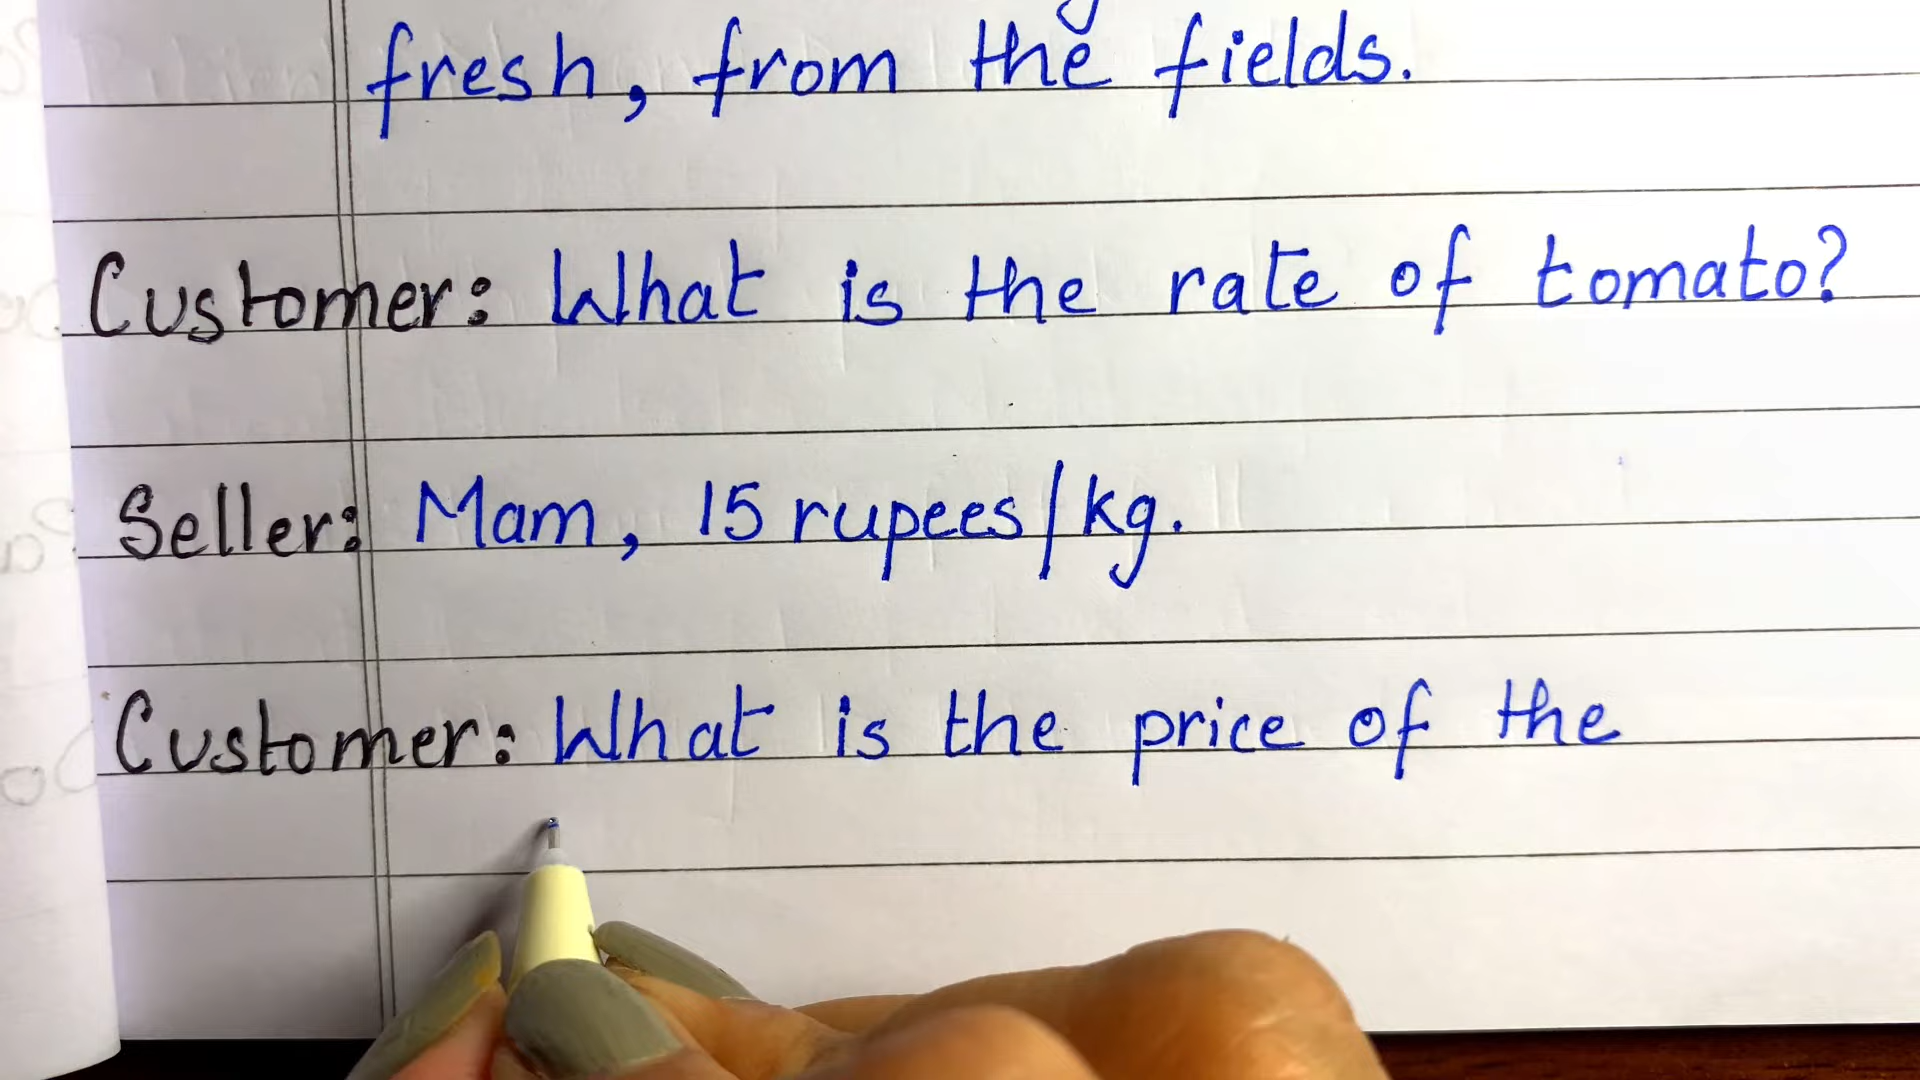 fresh, from the fields.
Customer: What is the rate of tomato?
Seller: Mam, 15 rupees/kg.
Customer: What is the price of the